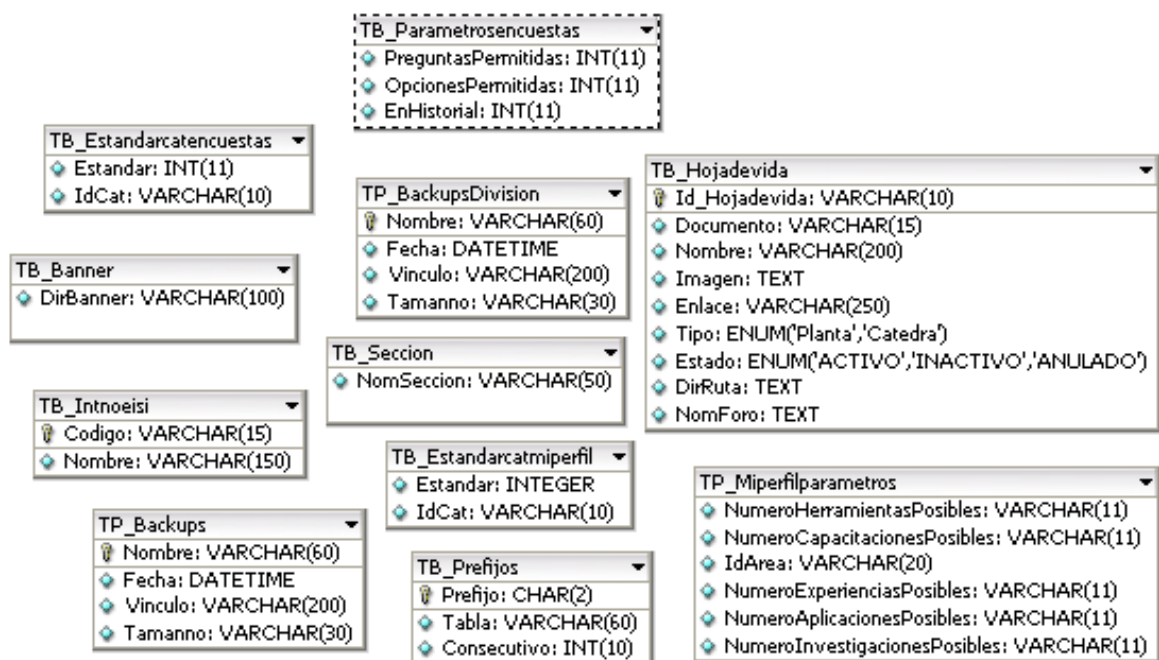 TB_Parametrosencuestas
PreguntasPermitidas: INT(11)
OpcionesPermitidas: INT(11)
EnHistorial: INT(11)
TB_Estandarcatencuestas
Estandar: INT(11)
IdCat: VARCHAR(10)
TP_BackupsDivision
Nombre: VARCHAR(60)
Fecha: DATETIME
Vinculo: VARCHAR(200)
Tamanno: VARCHAR(30)
TB_Hojadevida
Id_Hojadevida: VARCHAR(10)
Documento: VARCHAR(15)
Nombre: VARCHAR(200)
Imagen: TEXT
Enlace: VARCHAR(250)
Tipo: ENUM('Planta','Catedra')
Estado: ENUM('ACTIVO','INACTIVO','ANULADO')
DirRuta: TEXT
NomForo: TEXT
TB_Banner
DirBanner: VARCHAR(100)
TB_Seccion
NomSeccion: VARCHAR(50)
TB_Intnoeisi
Codigo: VARCHAR(15)
Nombre: VARCHAR(150)
TB_Estandarcatmiperfil
Estandar: INTEGER
IdCat: VARCHAR(10)
TP_Miperfilparametros
NumeroHerramientasPosibles: VARCHAR(11)
NumeroCapacitacionesPosibles: VARCHAR(11)
IdArea: VARCHAR(20)
NumeroExperienciasPosibles: VARCHAR(11)
NumeroAplicacionesPosibles: VARCHAR(11)
NumeroInvestigacionesPosibles: VARCHAR(11)
TP_Backups
Nombre: VARCHAR(60)
Fecha: DATETIME
Vinculo: VARCHAR(200)
Tamanno: VARCHAR(30)
TB_Prefijos
Prefijo: CHAR(2)
Tabla: VARCHAR(60)
Consecutivo: INT(10)